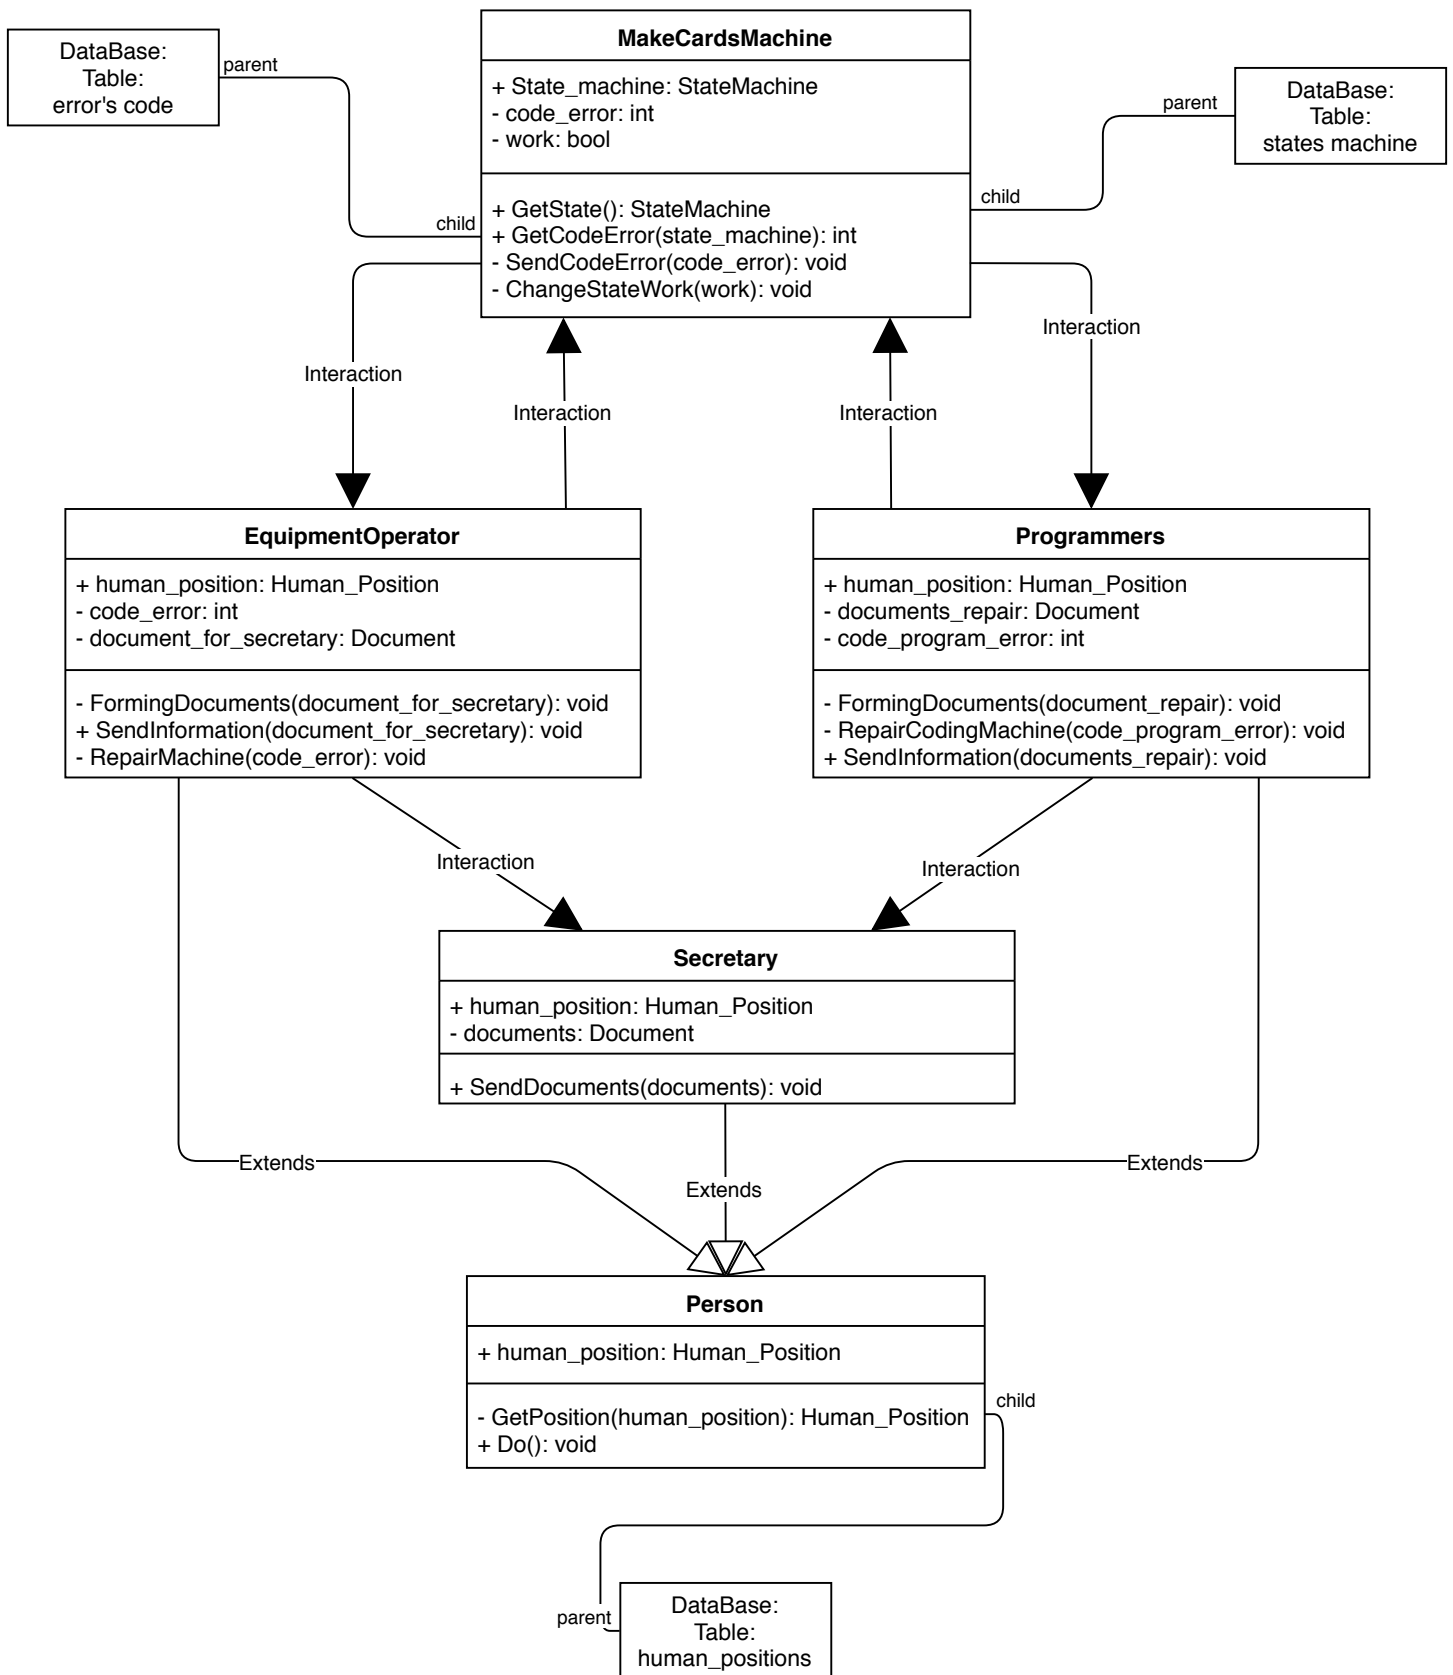 DataBase:
Table:
error's code
parent
child
MakeCardsMachine
+ State_machine: StateMachine
- code_error: int
- work: bool
+ GetState(): StateMachine
+ GetCodeError(state_machine): int
- SendCodeError(code_error): void
- ChangeStateWork(work): void
DataBase:
Table:
states machine
parent
child
Interaction
Interaction
Interaction
Interaction
EquipmentOperator
+ human_position: Human_Position
- code_error: int
- document_for_secretary: Document
- FormingDocuments(document_for_secretary): void
+ SendInformation(document_for_secretary): void
- RepairMachine(code_error): void
Programmers
+ human_position: Human_Position
- documents_repair: Document
- code_program_error: int
- FormingDocuments(document_repair): void
- RepairCodingMachine(code_program_error): void
+ SendInformation(documents_repair): void
Interaction
Interaction
Secretary
+ human_position: Human_Position
- documents: Document
+ SendDocuments(documents): void
Extends
Extends
Extends
Person
+ human_position: Human_Position
- GetPosition(human_position): Human_Position
+ Do(): void
child
parent
DataBase:
Table:
human_positions